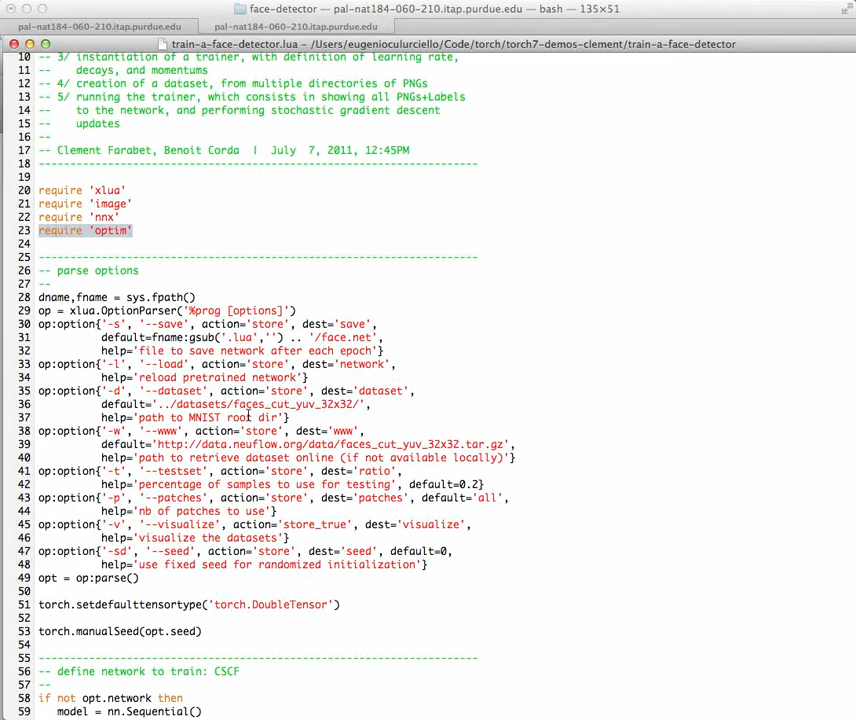 face-detector — pal-nat184-060-210.itap.purdue.edu — bash — 135×51
pal-nat184-060-210.itap.purdue.edu
pal-nat184-060-210.itap.purdue.edu
train-a-face-detector.lua - /Users/eugenioculurciello/Code/torch/torch7-demos-clement/train-a-face-detector
10 -- 3/ instantiation of a trainer, with definition of learning rate,
11 --    decays, and momentums
12 -- 4/ creation of a dataset, from multiple directories of PNGs
13 -- 5/ running the trainer, which consists in showing all PNGs+Labels
14 --    to the network, and performing stochastic gradient descent
15 --    updates
16 --
17 -- Clement Farabet, Benoit Corda  |  July  7, 2011, 12:45PM
18 ----------------------------------------------------------------------
19
20 require 'xlua'
21 require 'image'
22 require 'nnx'
23 require 'optim'
24
25 ----------------------------------------------------------------------
26 -- parse options
27 --
28 dname,fname = sys.fpath()
29 op = xlua.OptionParser('%prog [options]')
30 op:option{'-s', '--save', action='store', dest='save',
31           default=fname:gsub('.lua','') .. '/face.net',
32           help='file to save network after each epoch'}
33 op:option{'-l', '--load', action='store', dest='network',
34           help='reload pretrained network'}
35 op:option{'-d', '--dataset', action='store', dest='dataset',
36           default='../datasets/faces_cut_yuv_32x32/',
37           help='path to MNIST root dir'}
38 op:option{'-w', '--www', action='store', dest='www',
39           default='http://data.neuflow.org/data/faces_cut_yuv_32x32.tar.gz',
40           help='path to retrieve dataset online (if not available locally)'}
41 op:option{'-t', '--testset', action='store', dest='ratio',
42           help='percentage of samples to use for testing', default=0.2}
43 op:option{'-p', '--patches', action='store', dest='patches', default='all',
44           help='nb of patches to use'}
45 op:option{'-v', '--visualize', action='store_true', dest='visualize',
46           help='visualize the datasets'}
47 op:option{'-sd', '--seed', action='store', dest='seed', default=0,
48           help='use fixed seed for randomized initialization'}
49 opt = op:parse()
50
51 torch.setdefaulttensortype('torch.DoubleTensor')
52
53 torch.manualSeed(opt.seed)
54
55 ----------------------------------------------------------------------
56 -- define network to train: CSCF
57 --
58 if not opt.network then
59    model = nn.Sequential()